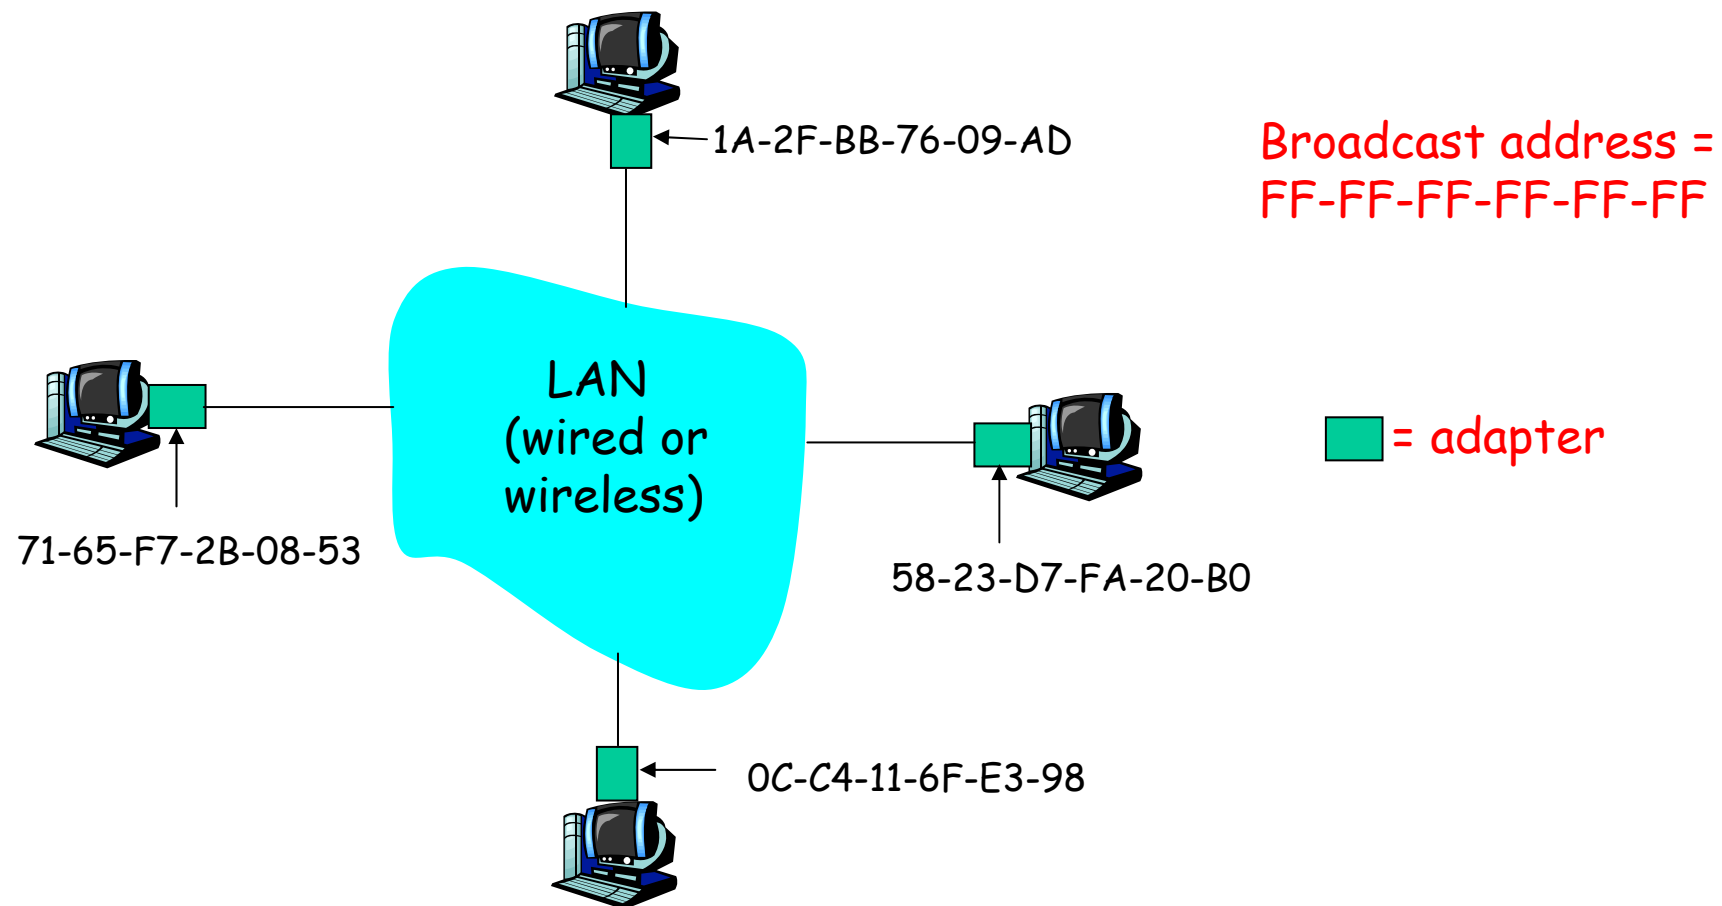 1A-2F-BB-76-09-AD
Broadcast address =
FF-FF-FF-FF-FF-FF
LAN
(wired or
wireless)
= adapter
71-65-F7-2B-08-53
58-23-D7-FA-20-B0
0C-C4-11-6F-E3-98